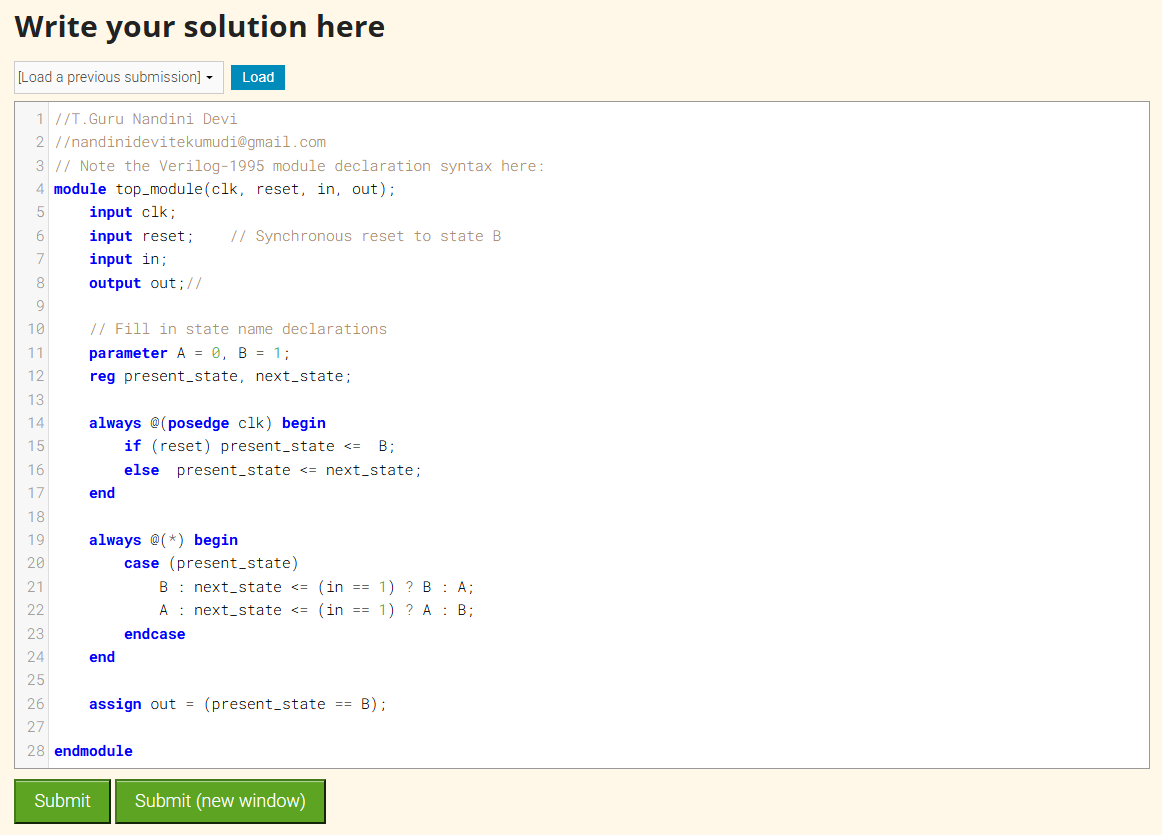 Write your solution here
[Load a previous submission] Load
1 //T.Guru Nandini Devi
2 //nandinidevitekumudi@gmail.com
3 // Note the Verilog-1995 module declaration syntax here:
4 module top_module(clk, reset, in, out);
5     input clk;
6     input reset;    // Synchronous reset to state B
7     input in;
8     output out;//
9
10     // Fill in state name declarations
11     parameter A = 0, B = 1;
12     reg present_state, next_state;
13
14     always @(posedge clk) begin
15         if (reset) present_state <=  B;
16         else  present_state <= next_state;
17     end
18
19     always @(*) begin
20         case (present_state)
21             B : next_state <= (in == 1) ? B : A;
22             A : next_state <= (in == 1) ? A : B;
23         endcase
24     end
25
26     assign out = (present_state == B);
27
28 endmodule
Submit Submit (new window)